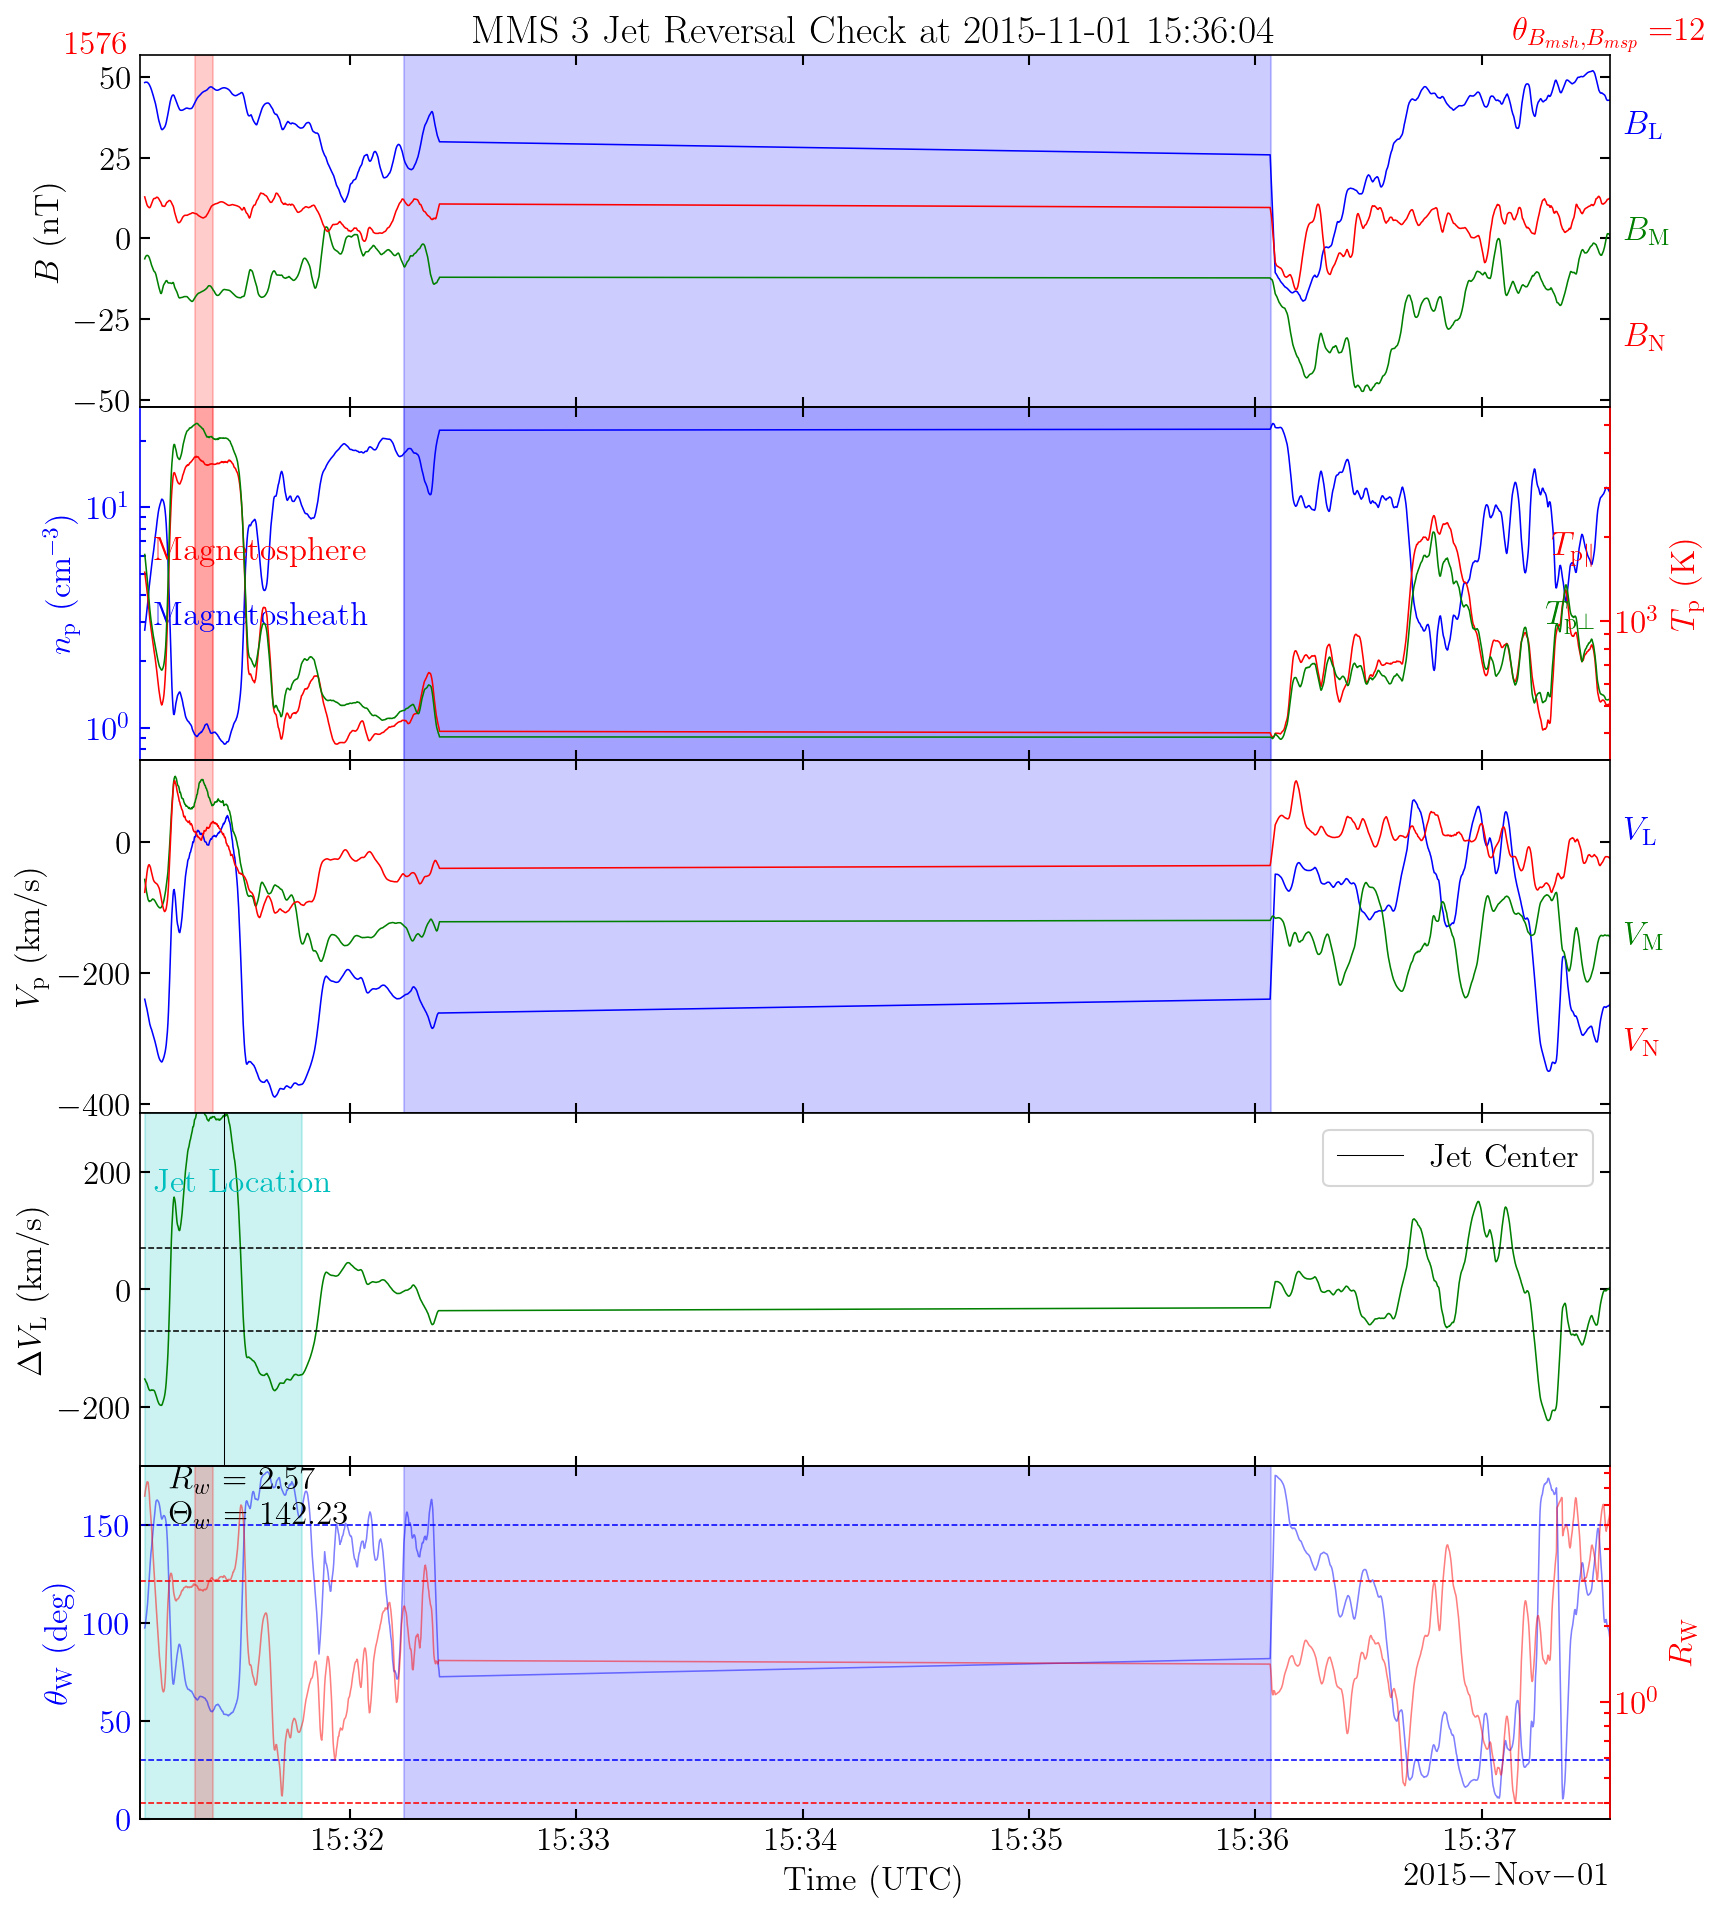 MMS 3 Jet Reversal Check at 2015-11-01 15:36:04
1576
θ_{B_{msh},B_{msp}} =12
50
25
0
−25
−50
B (nT)
B_L
B_M
B_N
10^1
10^0
n_p (cm^{−3})
Magnetosphere
Magnetosheath
T_{p∥}
T_{p⊥}
10^3
T_p (K)
0
−200
−400
V_p (km/s)
V_L
V_M
V_N
200
0
−200
ΔV_L (km/s)
Jet Location
Jet Center
R_w = 2.57
Θ_w = 142.23
150
100
50
0
θ_W (deg)
10^0
R_W
15:32 15:33 15:34 15:35 15:36 15:37
2015−Nov−01
Time (UTC)